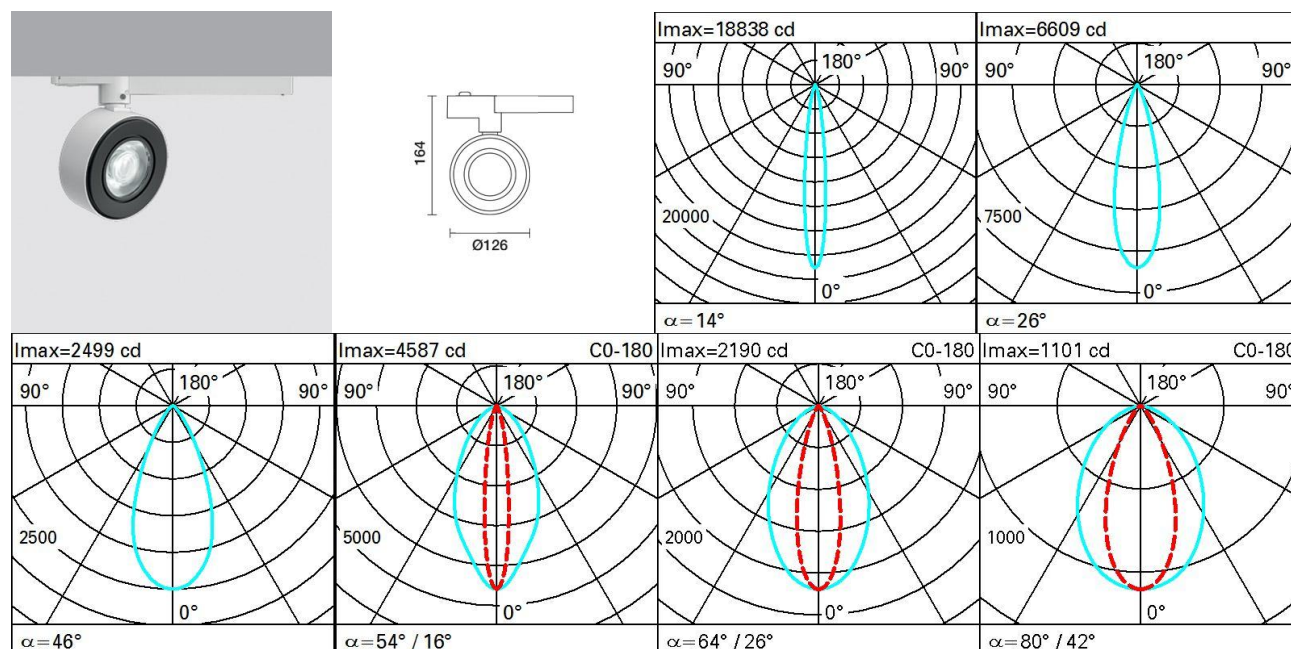 164
Ø126
Imax=18838 cd
90° 180° 90°
20000
0°
α=14°
Imax=6609 cd
90° 180° 90°
7500
0°
α=26°
Imax=2499 cd
90° 180° 90°
2500
0°
α=46°
Imax=4587 cd C0-180
90° 180° 90°
5000
0°
α=54° / 16°
Imax=2190 cd C0-180
90° 180° 90°
2000
0°
α=64° / 26°
Imax=1101 cd C0-180
90° 180° 90°
1000
0°
α=80° / 42°